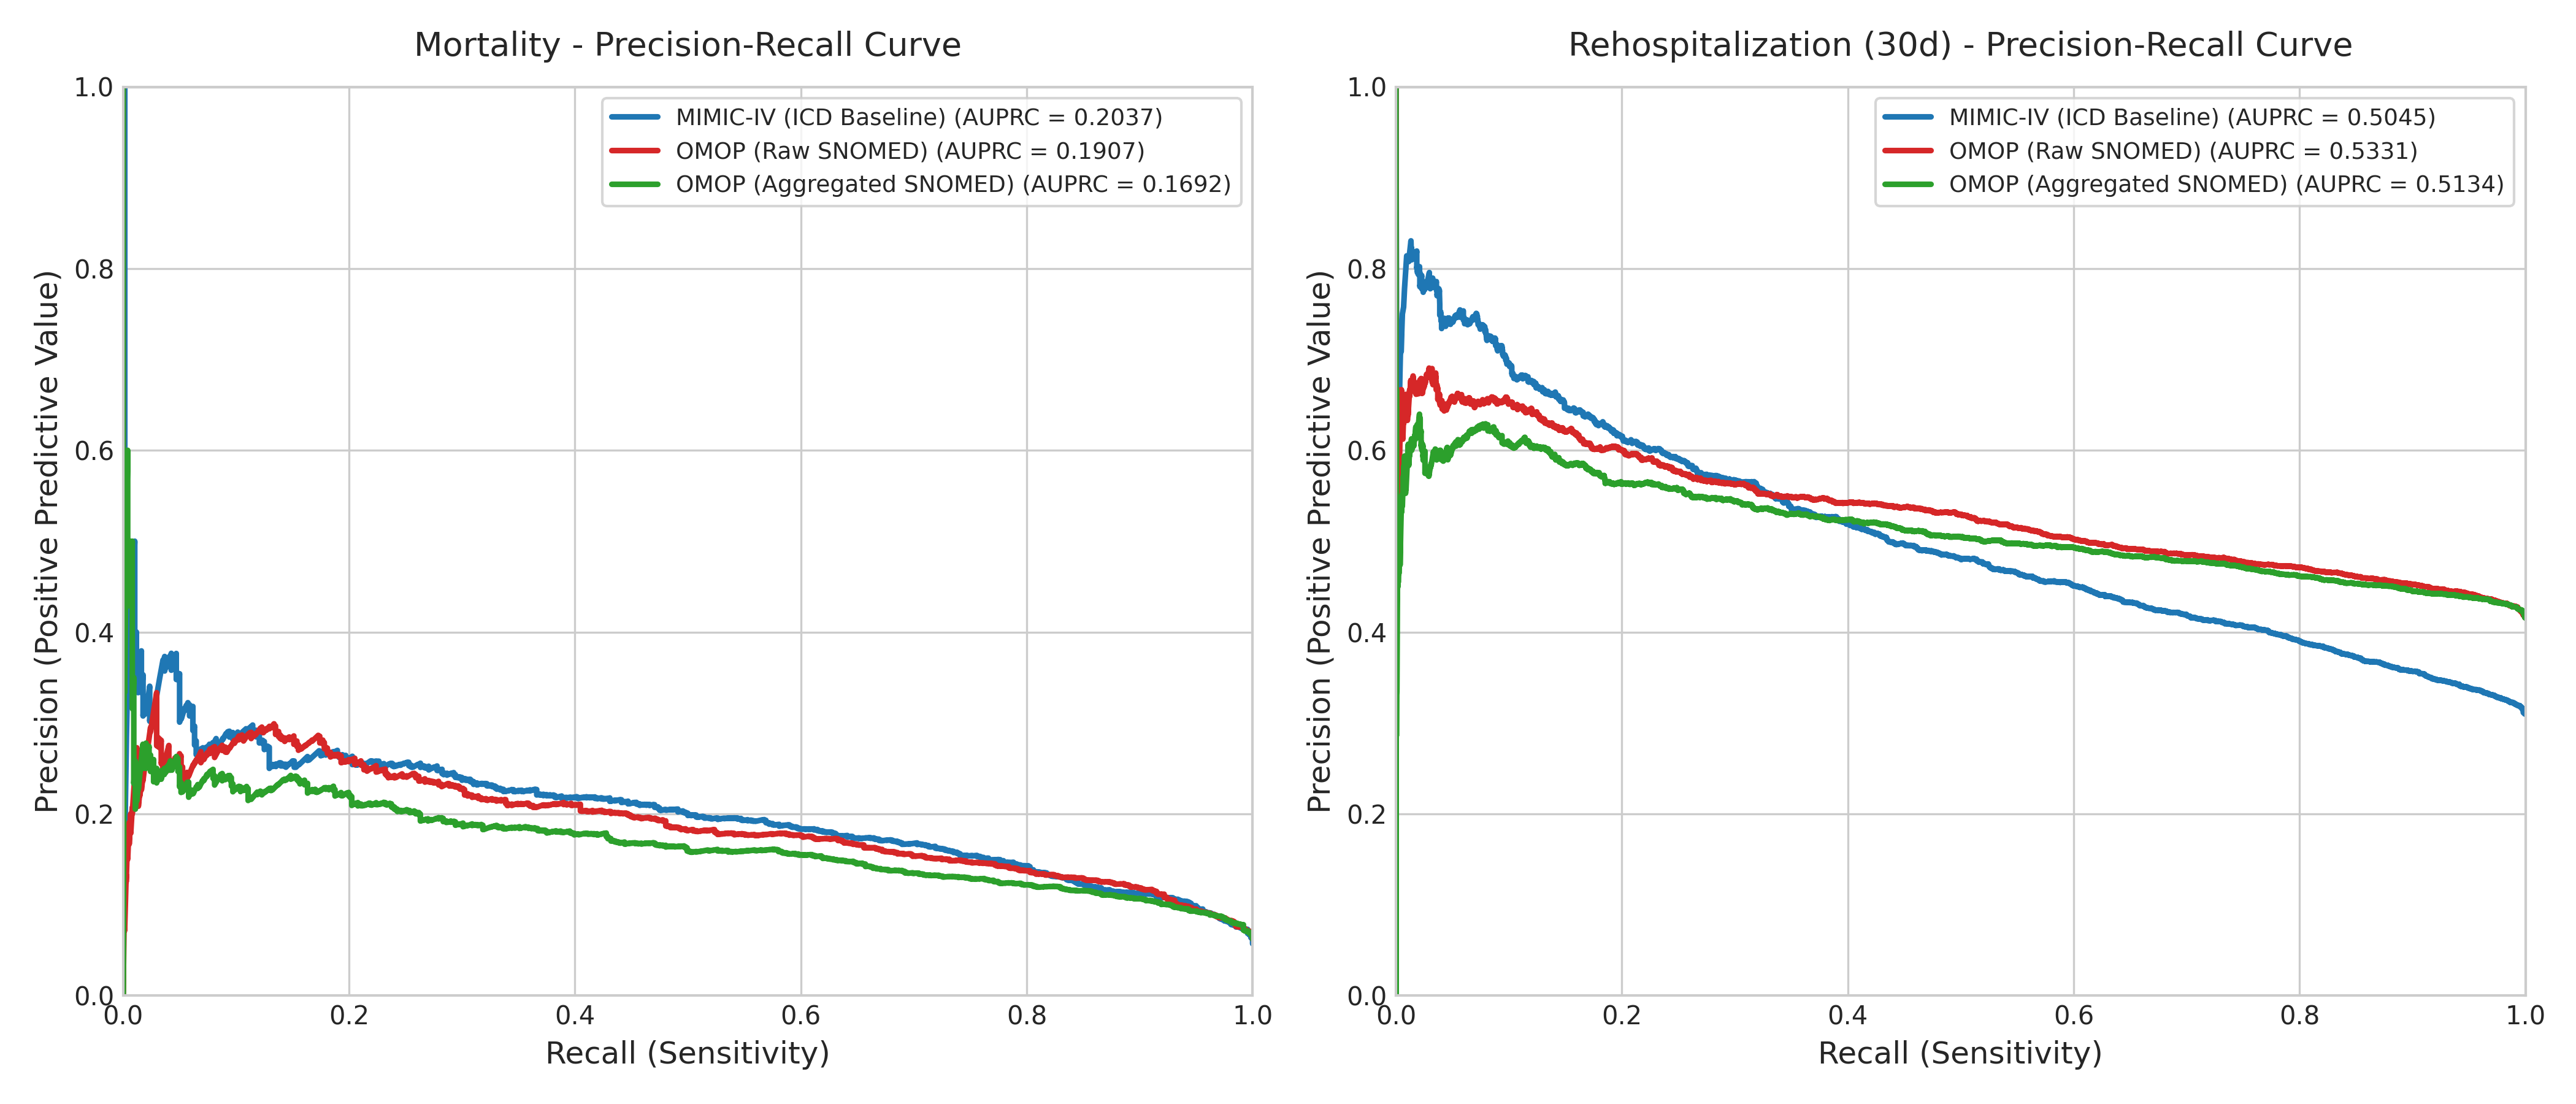 Mortality - Precision-Recall Curve
MIMIC-IV (ICD Baseline) (AUPRC = 0.2037)
OMOP (Raw SNOMED) (AUPRC = 0.1907)
OMOP (Aggregated SNOMED) (AUPRC = 0.1692)
Precision (Positive Predictive Value)
1.0
0.8
0.6
0.4
0.2
0.0
0.0 0.2 0.4 0.6 0.8 1.0
Recall (Sensitivity)
Rehospitalization (30d) - Precision-Recall Curve
MIMIC-IV (ICD Baseline) (AUPRC = 0.5045)
OMOP (Raw SNOMED) (AUPRC = 0.5331)
OMOP (Aggregated SNOMED) (AUPRC = 0.5134)
Precision (Positive Predictive Value)
1.0
0.8
0.6
0.4
0.2
0.0
0.0 0.2 0.4 0.6 0.8 1.0
Recall (Sensitivity)